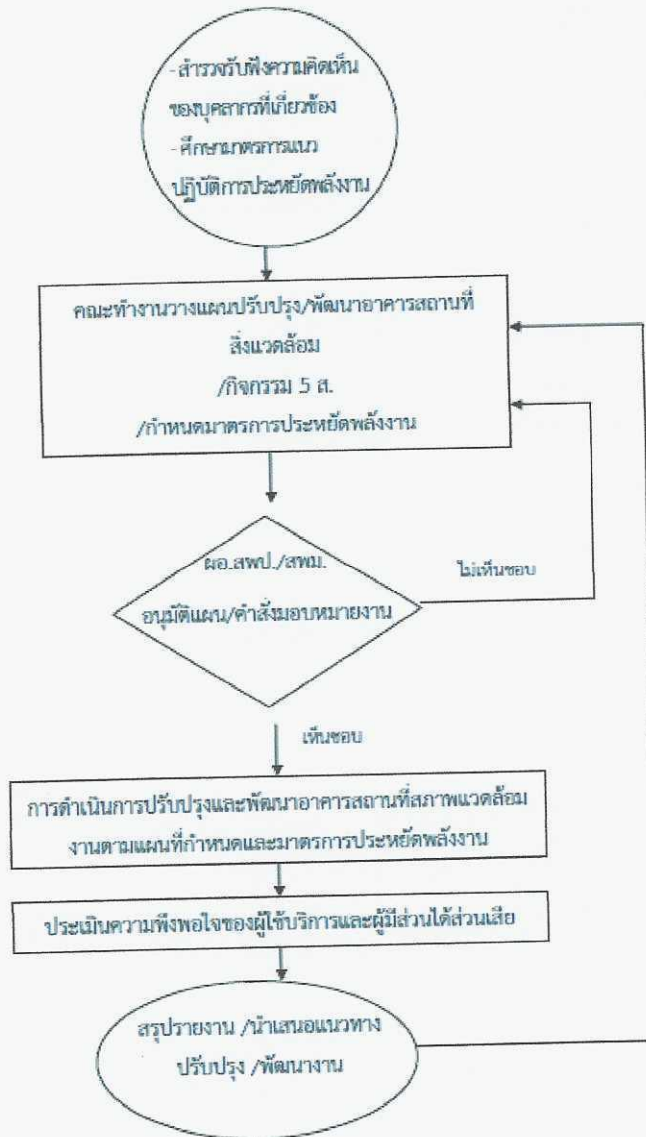 - สำรวจรับฟังความคิดเห็น
ของบุคลากรที่เกี่ยวข้อง
- ศึกษามาตรการแนว
ปฏิบัติการประหยัดพลังงาน
คณะทำงานวางแผนปรับปรุง/พัฒนาอาคารสถานที่
สิ่งแวดล้อม
/กิจกรรม 5 ส.
/กำหนดมาตรการประหยัดพลังงาน
ผอ.สพป./สพม.
อนุมัติแผน/คำสั่งมอบหมายงาน
ไม่เห็นชอบ
เห็นชอบ
การดำเนินการปรับปรุงและพัฒนาอาคารสถานที่สภาพแวดล้อม
งานตามแผนที่กำหนดและมาตรการประหยัดพลังงาน
ประเมินความพึงพอใจของผู้ใช้บริการและผู้มีส่วนได้ส่วนเสีย
สรุปรายงาน /นำเสนอแนวทาง
ปรับปรุง /พัฒนางาน